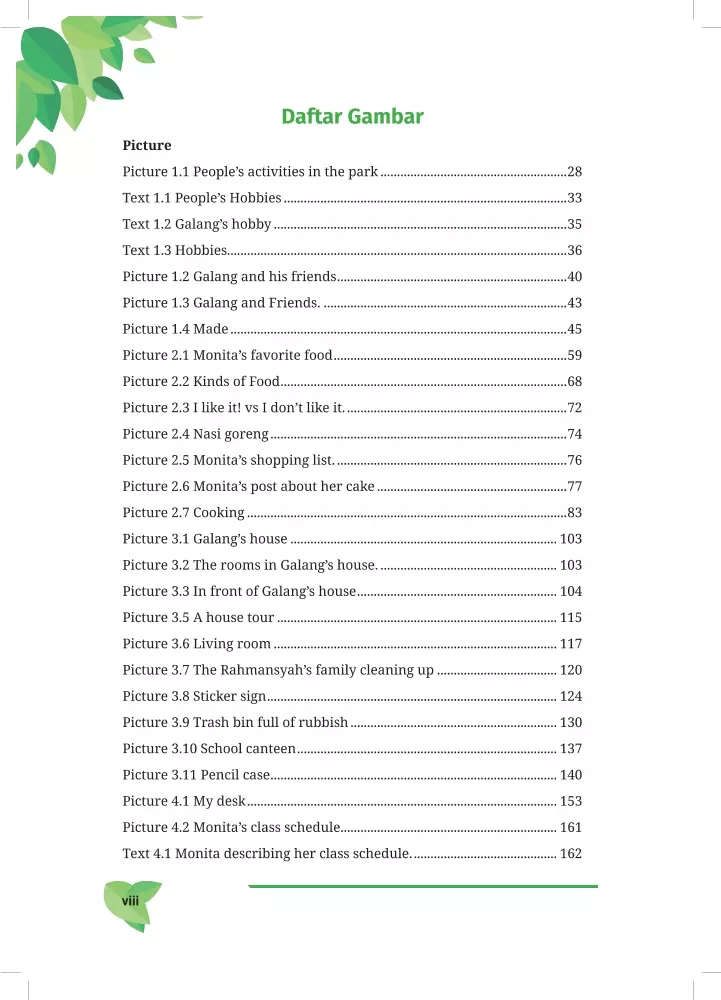 Daftar Gambar
Picture
Picture 1.1 People’s activities in the park ........................................................28
Text 1.1 People’s Hobbies .....................................................................................33
Text 1.2 Galang’s hobby ........................................................................................35
Text 1.3 Hobbies......................................................................................................36
Picture 1.2 Galang and his friends.....................................................................40
Picture 1.3 Galang and Friends. .........................................................................43
Picture 1.4 Made .....................................................................................................45
Picture 2.1 Monita’s favorite food......................................................................59
Picture 2.2 Kinds of Food......................................................................................68
Picture 2.3 I like it! vs I don’t like it. ..................................................................72
Picture 2.4 Nasi goreng .........................................................................................74
Picture 2.5 Monita’s shopping list. .....................................................................76
Picture 2.6 Monita’s post about her cake .........................................................77
Picture 2.7 Cooking ................................................................................................83
Picture 3.1 Galang’s house ................................................................................ 103
Picture 3.2 The rooms in Galang’s house. ..................................................... 103
Picture 3.3 In front of Galang’s house............................................................ 104
Picture 3.5 A house tour .................................................................................... 115
Picture 3.6 Living room ..................................................................................... 117
Picture 3.7 The Rahmansyah’s family cleaning up .................................... 120
Picture 3.8 Sticker sign....................................................................................... 124
Picture 3.9 Trash bin full of rubbish .............................................................. 130
Picture 3.10 School canteen.............................................................................. 137
Picture 3.11 Pencil case...................................................................................... 140
Picture 4.1 My desk............................................................................................. 153
Picture 4.2 Monita’s class schedule................................................................. 161
Text 4.1 Monita describing her class schedule. ........................................... 162
viii